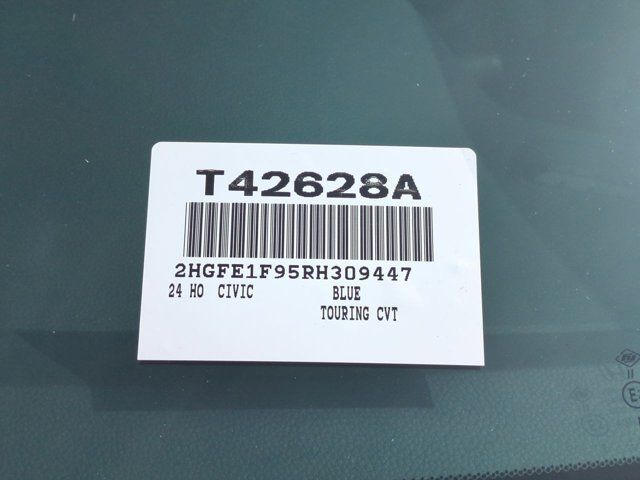 T42628A
2HGFE1F95RH309447
24 HO CIVIC BLUE
TOURING CVT